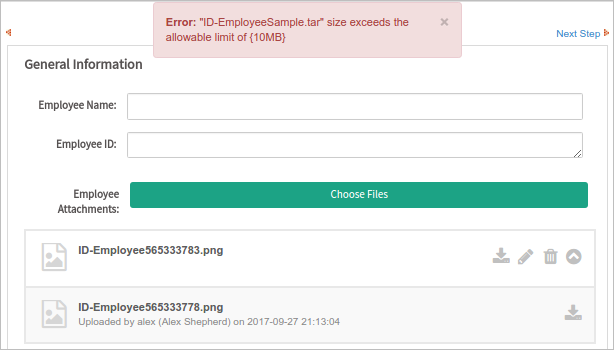 Error: "ID-EmployeeSample.tar" size exceeds the
allowable limit of {10MB}
×
Next Step
General Information
Employee Name:
Employee ID:
Employee
Attachments:
Choose Files
ID-Employee565333783.png
ID-Employee565333778.png
Uploaded by alex (Alex Shepherd) on 2017-09-27 21:13:04